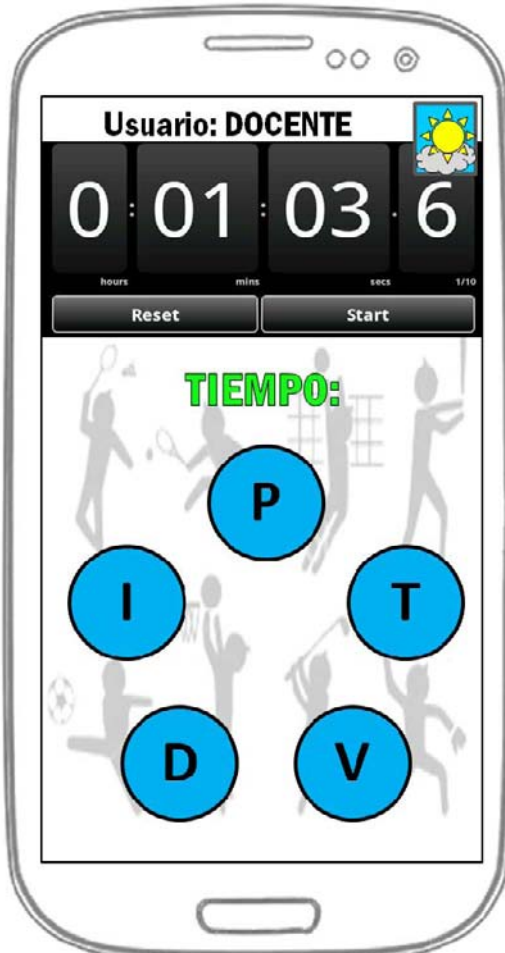 Usuario: DOCENTE
0 : 01 : 03 . 6
hours mins secs 1/10
Reset Start
TIEMPO:
P
I T
D V